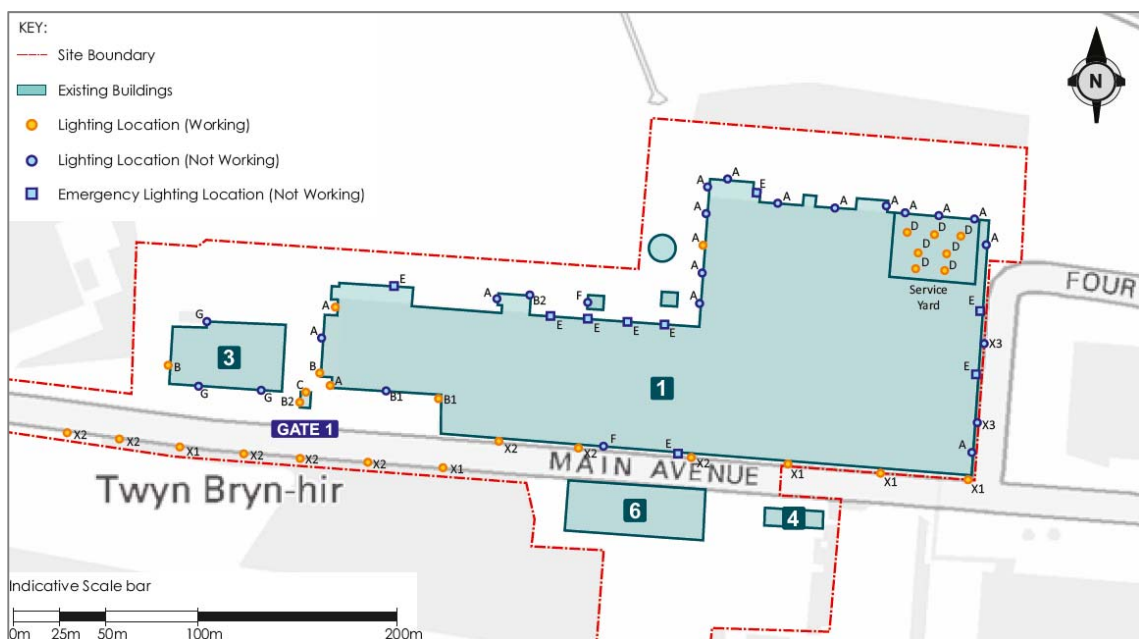 KEY:
Site Boundary
Existing Buildings
Lighting Location (Working)
Lighting Location (Not Working)
Emergency Lighting Location (Not Working)
N
A
A
E
A
A
A
A
A
A
A
A
A
A
A
D
D
D
D
D
D
D
Service
Yard
FOUR
E
A
A
B2
F
E
E
E
E
E
X3
E
X3
A
G
3
B
G
G
A
B
C
B2
A
B1
B1
1
GATE 1
X2
X2
X1
X2
X2
X2
X1
X2
X2
F
E
X2
X1
X1
X1
MAIN AVENUE
Twyn Bryn-hir
6
4
Indicative Scale bar
0m 25m 50m 100m 200m